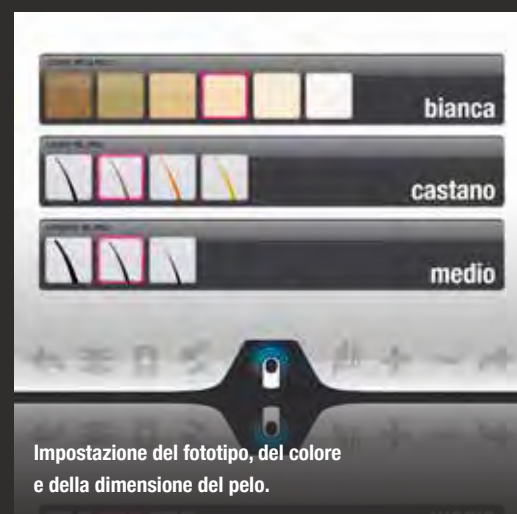 bianca
castano
medio
Impostazione del fototipo, del colore
e della dimensione del pelo.